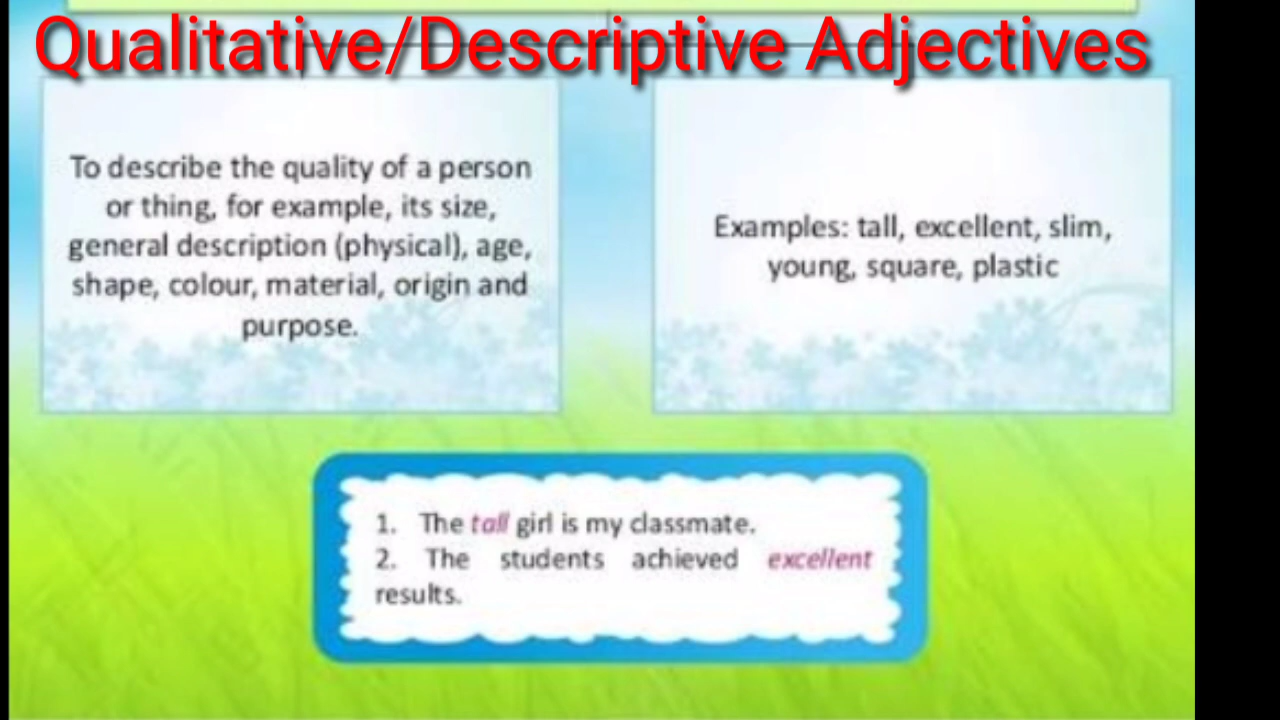 Qualitative/Descriptive Adjectives
To describe the quality of a person
or thing, for example, its size,
general description (physical), age,
shape, colour, material, origin and
purpose.
Examples: tall, excellent, slim,
young, square, plastic
1. The tall girl is my classmate.
2. The students achieved excellent
results.